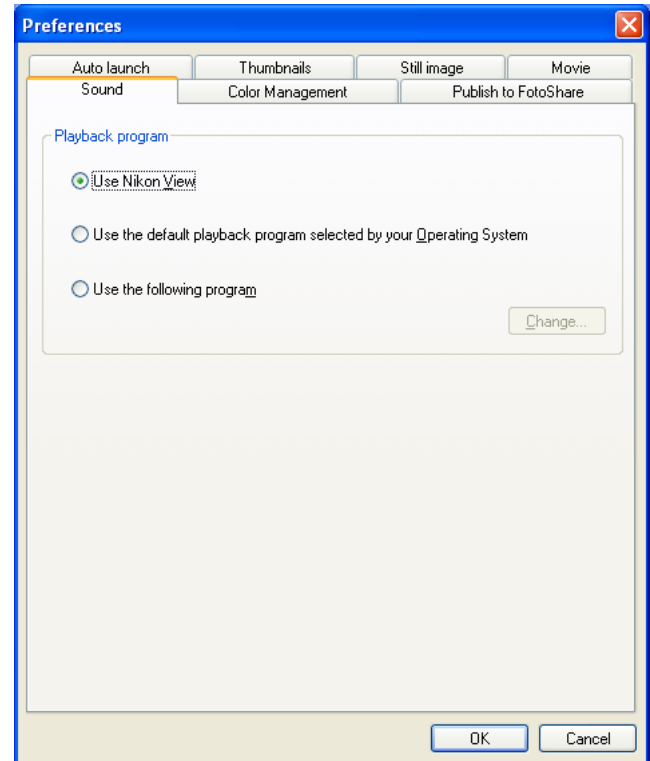 Preferences
Auto launch Thumbnails Still image Movie
Sound Color Management Publish to FotoShare
Playback program
Use Nikon View
Use the default playback program selected by your Operating System
Use the following program
Change...
OK Cancel